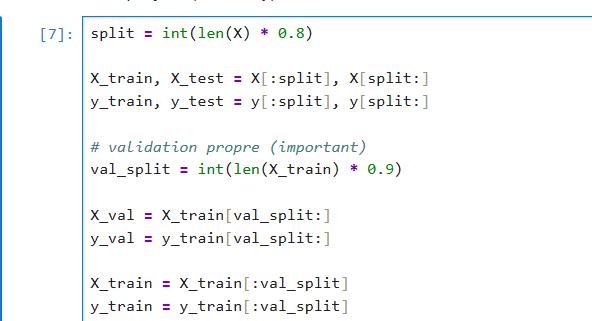 [7]: split = int(len(X) * 0.8)
X_train, X_test = X[:split], X[split:]
y_train, y_test = y[:split], y[split:]
# validation propre (important)
val_split = int(len(X_train) * 0.9)
X_val = X_train[val_split:]
y_val = y_train[val_split:]
X_train = X_train[:val_split]
y_train = y_train[:val_split]